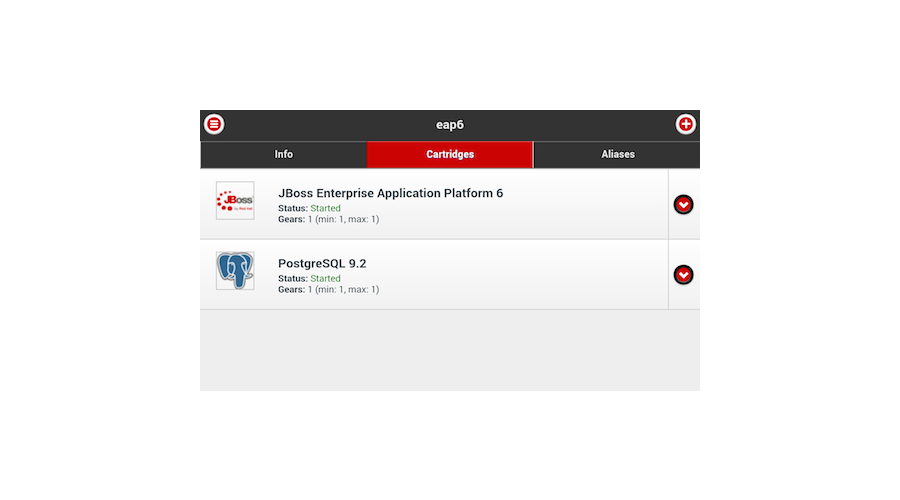 eap6
Info
Cartridges
Aliases
JBoss
JBoss Enterprise Application Platform 6
Status: Started
Gears: 1 (min: 1, max: 1)
PostgreSQL 9.2
Status: Started
Gears: 1 (min: 1, max: 1)